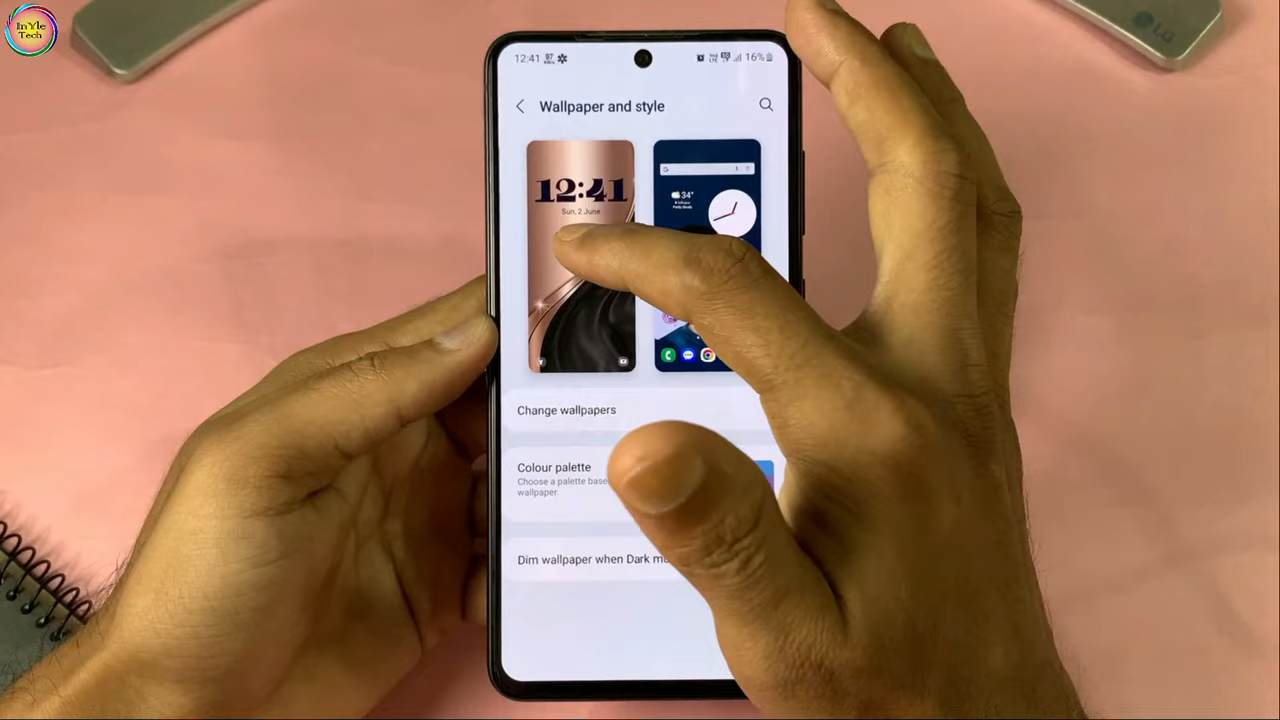 InYle
Tech
LG
12:41
16%
Wallpaper and style
12:41
Sun, 2 June
34°
Change wallpapers
Colour palette
Choose a palette base
wallpaper.
Dim wallpaper when Dark m